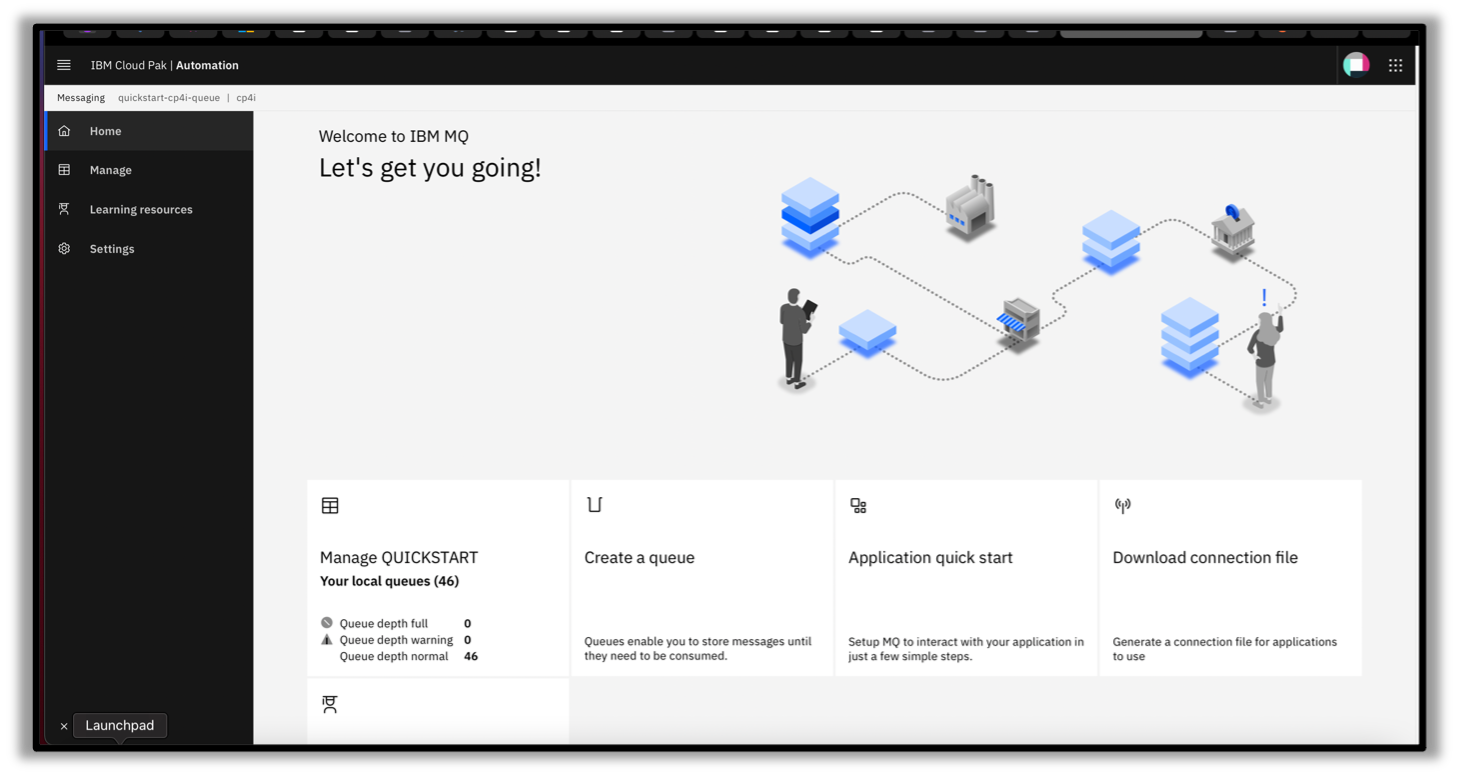 IBM Cloud Pak | Automation
Messaging quickstart-cp4i-queue | cp4i
Home
Manage
Learning resources
Settings
Welcome to IBM MQ
Let's get you going!
Manage QUICKSTART
Your local queues (46)
Queue depth full 0
Queue depth warning 0
Queue depth normal 46
Create a queue
Queues enable you to store messages until
they need to be consumed.
Application quick start
Setup MQ to interact with your application in
just a few simple steps.
Download connection file
Generate a connection file for applications
to use
× Launchpad